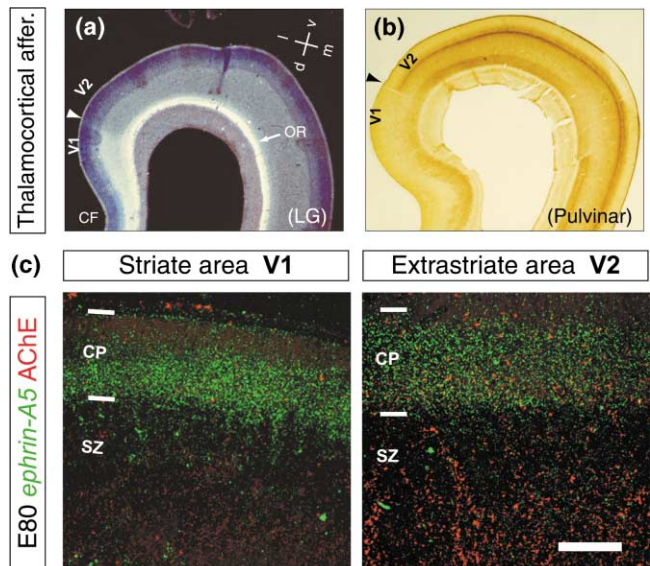 Thalamocortical affer.
(a)
l
v
d
m
V2
V1
OR
CF
(LG)
(b)
V2
V1
(Pulvinar)
(c)
Striate area V1
Extrastriate area V2
E80 ephrin-A5 AChE
CP
SZ
CP
SZ